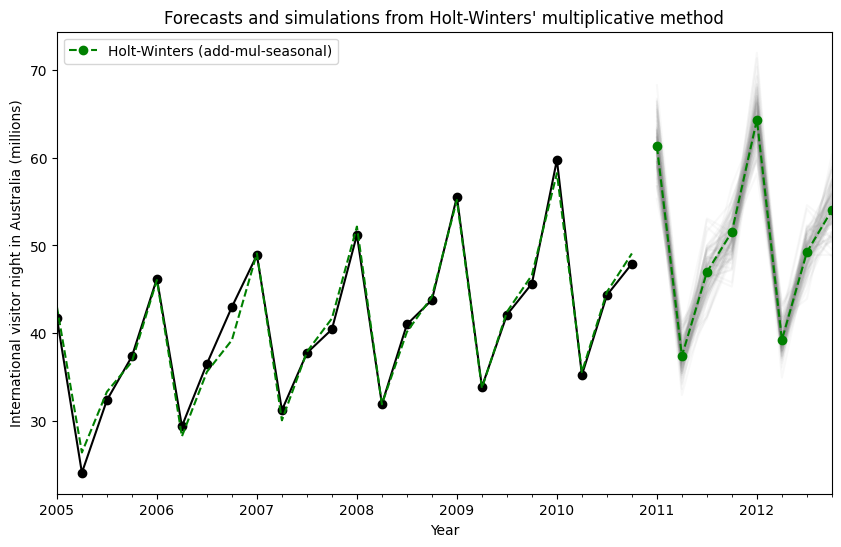 Forecasts and simulations from Holt-Winters' multiplicative method
Holt-Winters (add-mul-seasonal)
International visitor night in Australia (millions)
70
60
50
40
30
2005 2006 2007 2008 2009 2010 2011 2012
Year